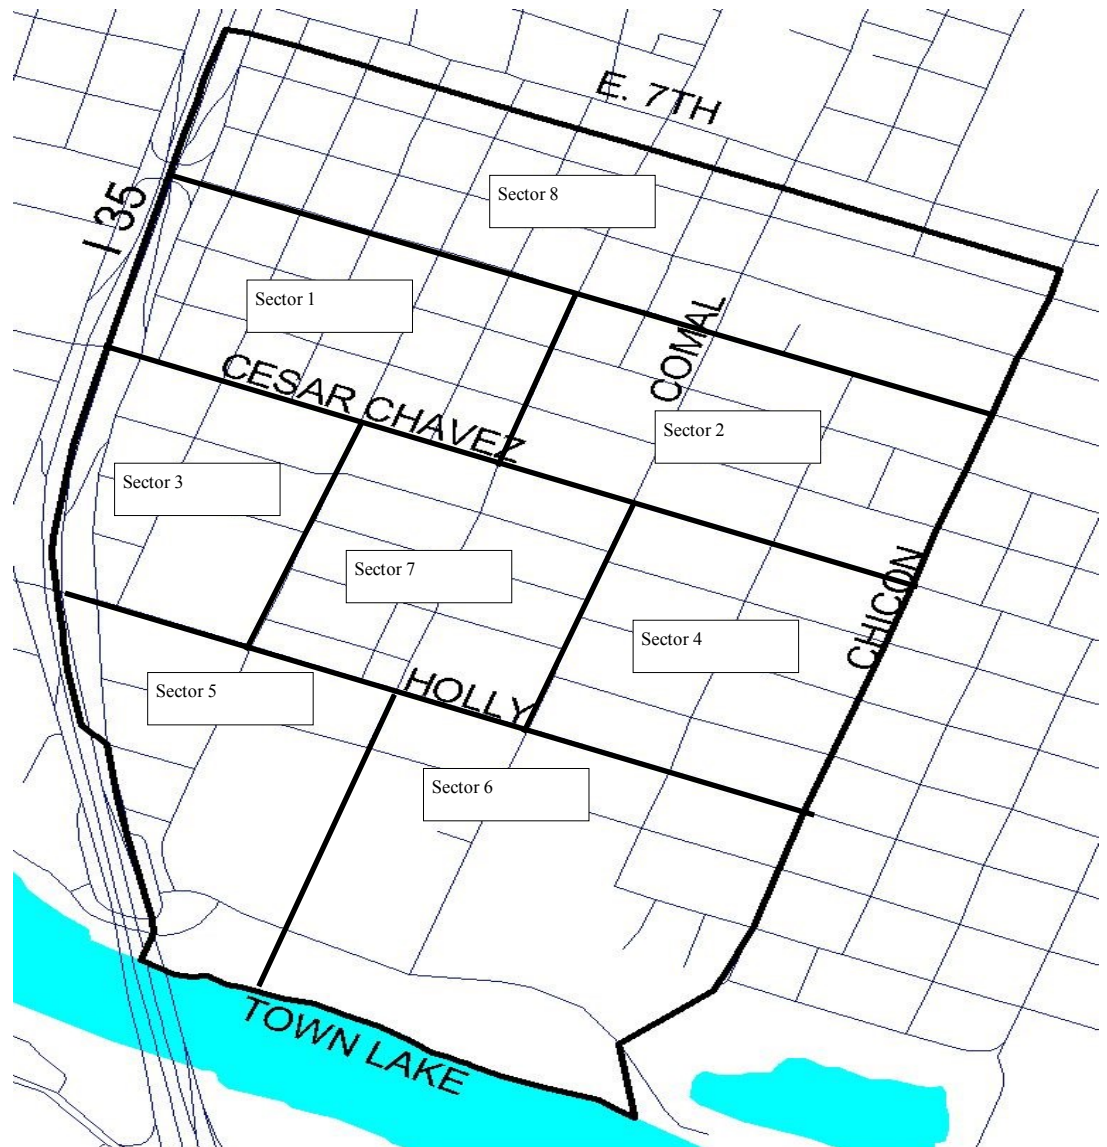 E. 7TH
Sector 8
I 35
Sector 1
COMAL
CESAR CHAVEZ
Sector 2
Sector 3
Sector 7
CHICON
Sector 4
HOLLY
Sector 5
Sector 6
TOWN LAKE